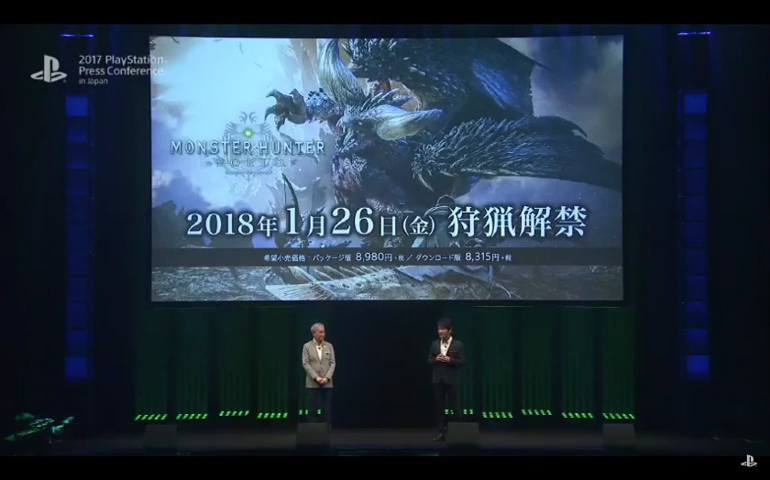 2017 PlayStation
Press Conference
in Japan
MONSTER HUNTER
2018年1月26日(金) 狩猟解禁
希望小売価格：パッケージ版 8,980円+税 / ダウンロード版 8,315円+税